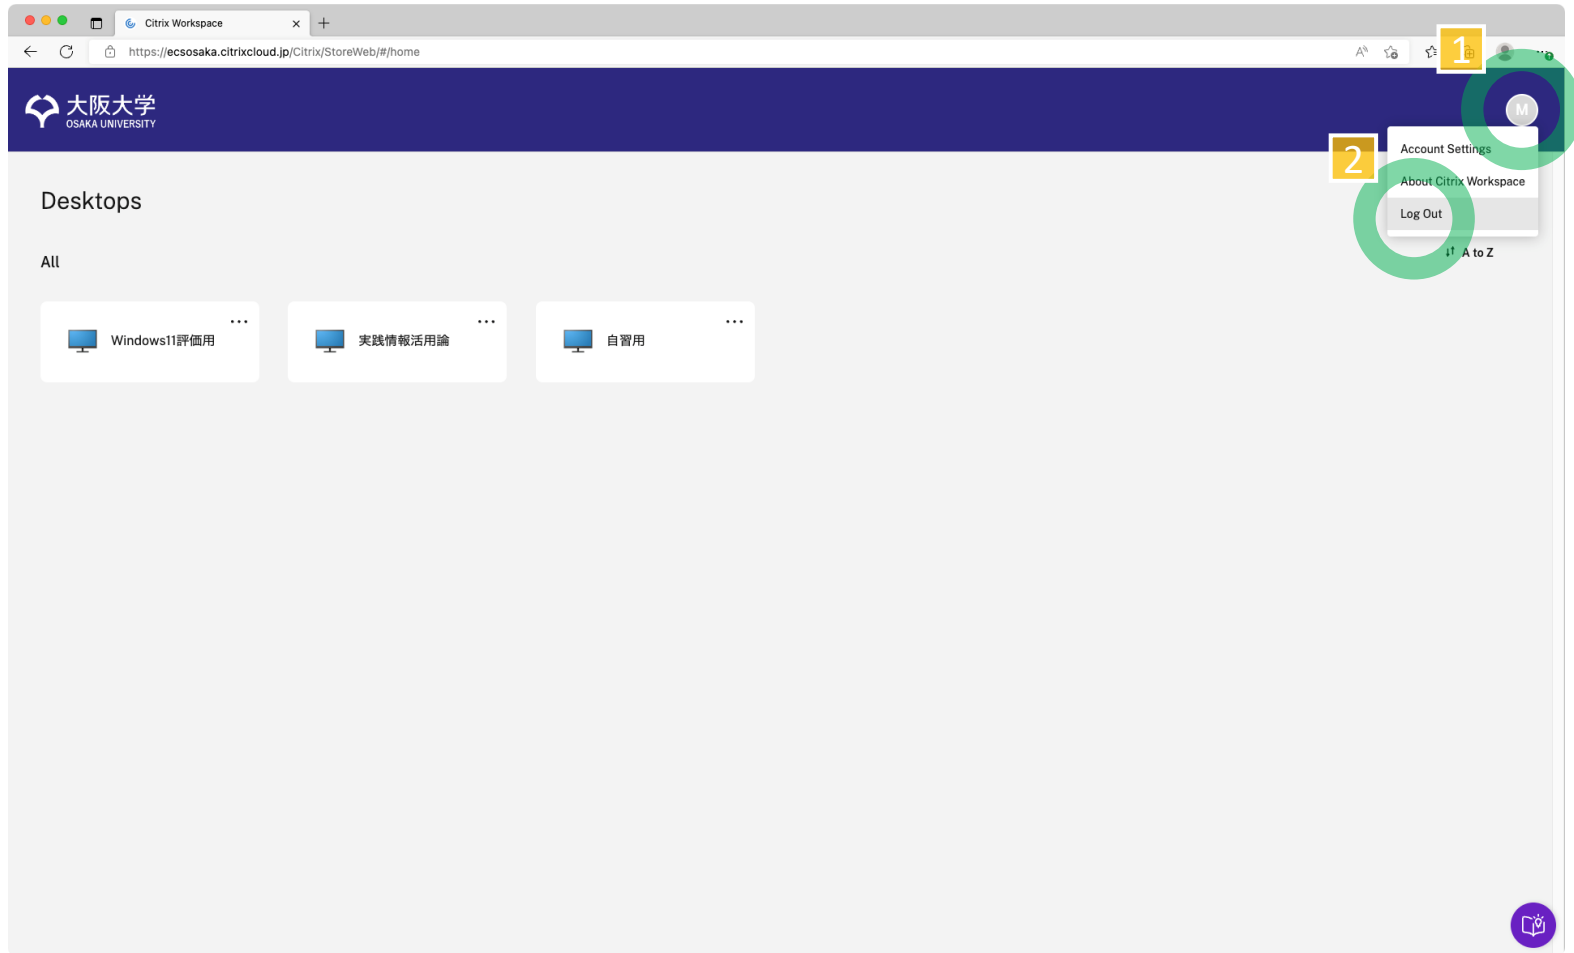 Citrix Workspace
https://ecsosaka.citrixcloud.jp/Citrix/StoreWeb/#/home
1
大阪大学
OSAKA UNIVERSITY
M
2
Account Settings
About Citrix Workspace
Log Out
Desktops
All
A to Z
Windows11評価用
実践情報活用論
自習用